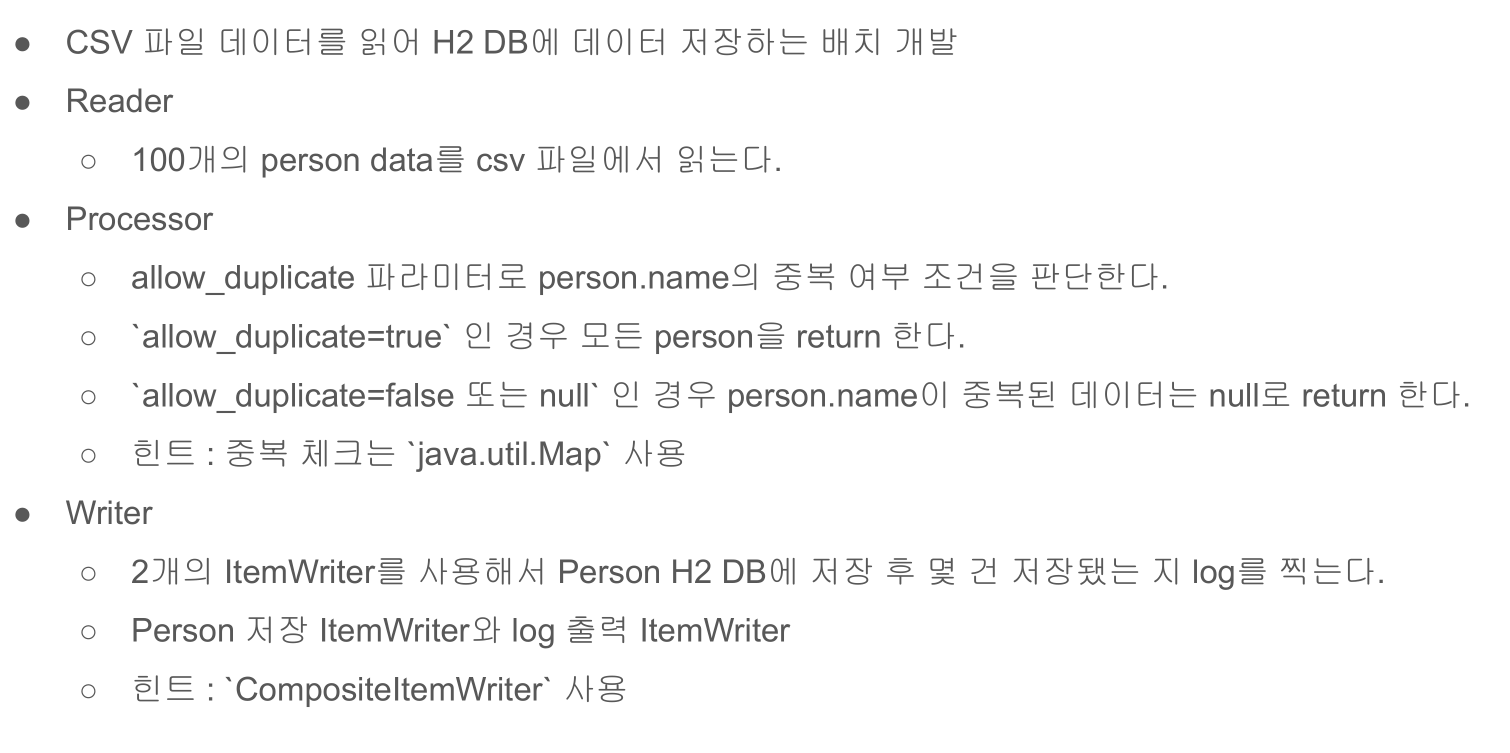 ● CSV 파일 데이터를 읽어 H2 DB에 데이터 저장하는 배치 개발
● Reader
○ 100개의 person data를 csv 파일에서 읽는다.
● Processor
○ allow_duplicate 파라미터로 person.name의 중복 여부 조건을 판단한다.
○ `allow_duplicate=true` 인 경우 모든 person을 return 한다.
○ `allow_duplicate=false 또는 null` 인 경우 person.name이 중복된 데이터는 null로 return 한다.
○ 힌트 : 중복 체크는 `java.util.Map` 사용
● Writer
○ 2개의 ItemWriter를 사용해서 Person H2 DB에 저장 후 몇 건 저장됐는 지 log를 찍는다.
○ Person 저장 ItemWriter와 log 출력 ItemWriter
○ 힌트 : `CompositeItemWriter` 사용